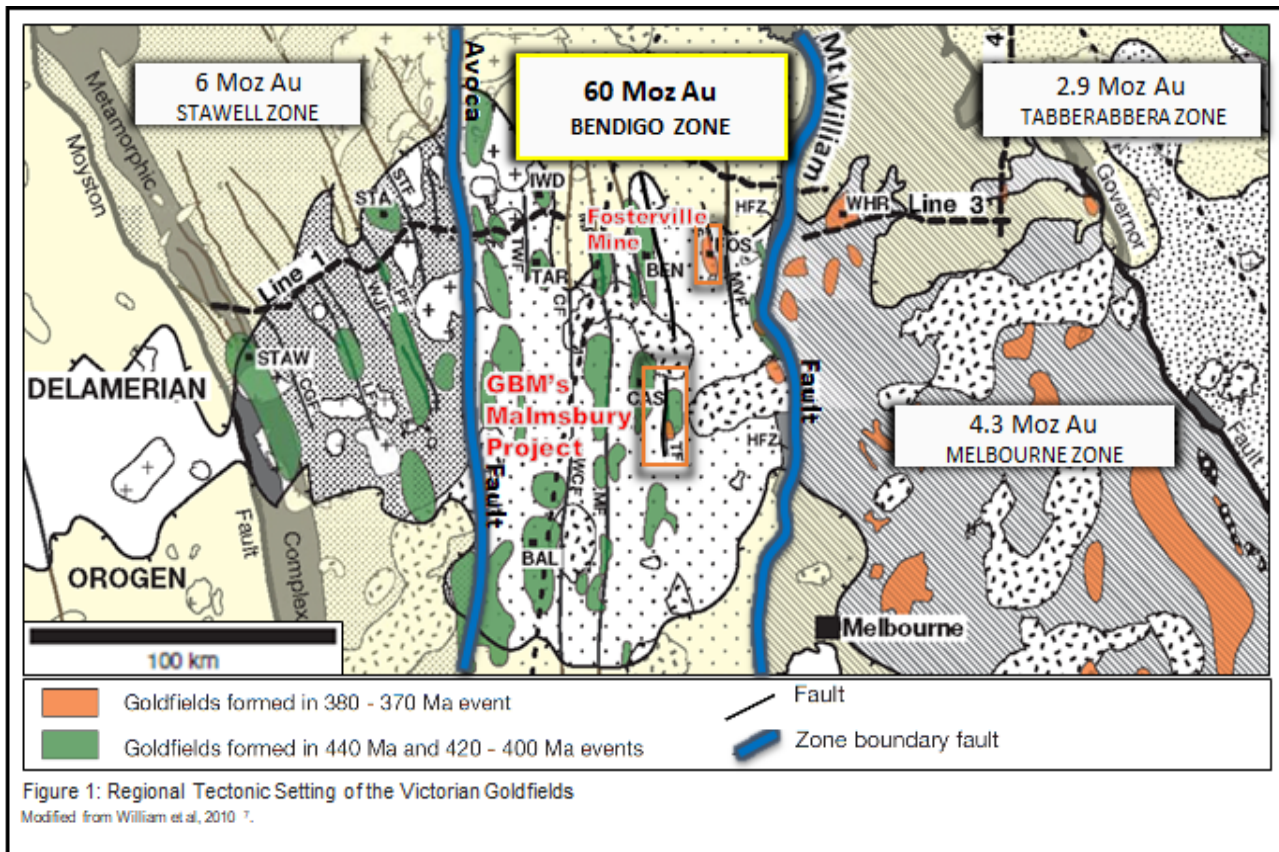 6 Moz Au
STAWELL ZONE
Avoca
60 Moz Au
BENDIGO ZONE
Mt William
4
2.9 Moz Au
TABBERABBERA ZONE
Metamorphic
Moyston
STF
STA
IWD
Fosterville
Mine
HFZ
WHR
Line 3
Governor
Line 1
PF
WJF
IWF
TAR
CF
BEN
FOS
MVF
STAW
DELAMERIAN
CGF
LF
GBM's
Malmsbury
Project
CAS
TF
Fault
HFZ
4.3 Moz Au
MELBOURNE ZONE
Fault
Fault
WCF
MF
BAL
Fault
Complex
OROGEN
Melbourne
100 km
Goldfields formed in 380 - 370 Ma event
Fault
Goldfields formed in 440 Ma and 420 - 400 Ma events
Zone boundary fault
Figure 1: Regional Tectonic Setting of the Victorian Goldfields
Modified from William et al, 2010 7.